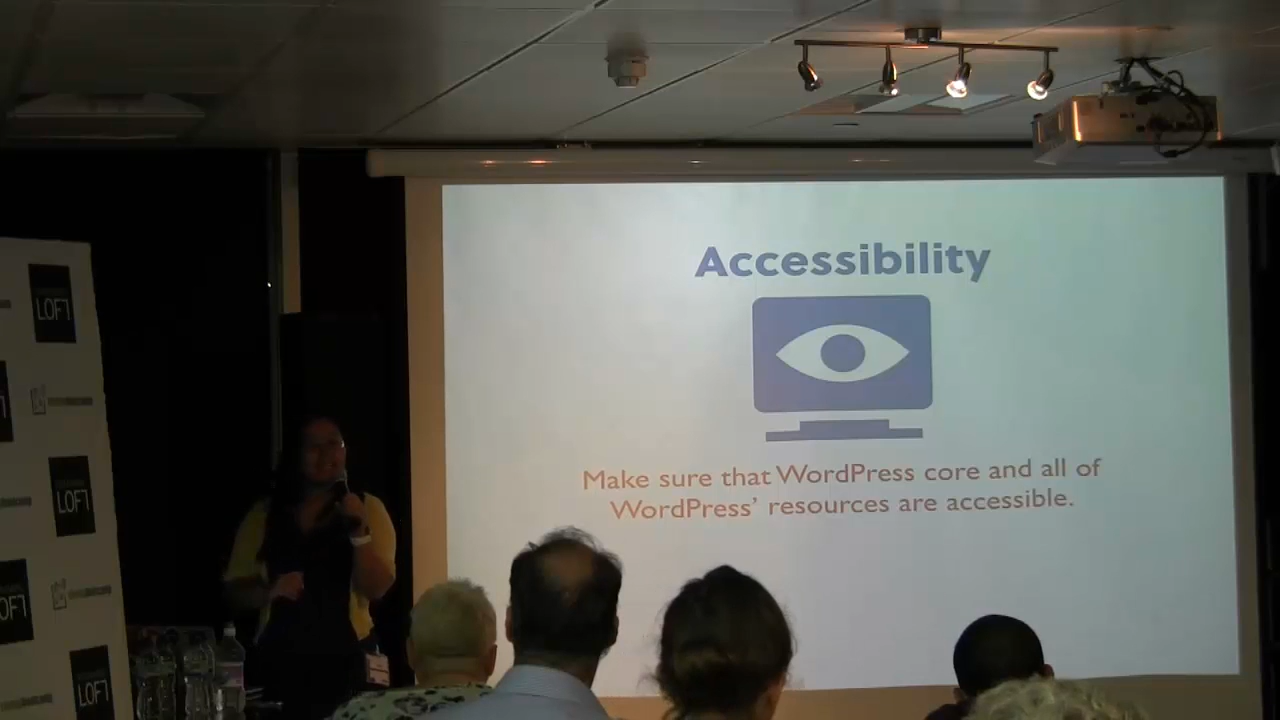 Accessibility
Make sure that WordPress core and all of
WordPress’ resources are accessible.
LOFT
LOFT
LOFT
LOFT